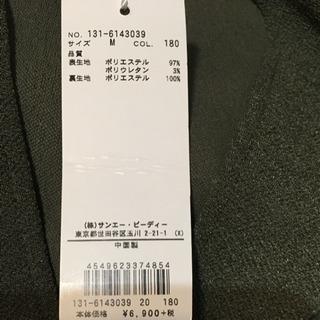 NO. 131-6143039
サイズ M COL. 180
品質
表生地 ポリエステル 97%
ポリウレタン 3%
裏生地 ポリエステル 100%
(株)サンエー・ビーディー
東京都世田谷区玉川 2-21-1 (X)
中国製
4549623374854
131-6143039 20 180
本体価格 ¥6,900+税